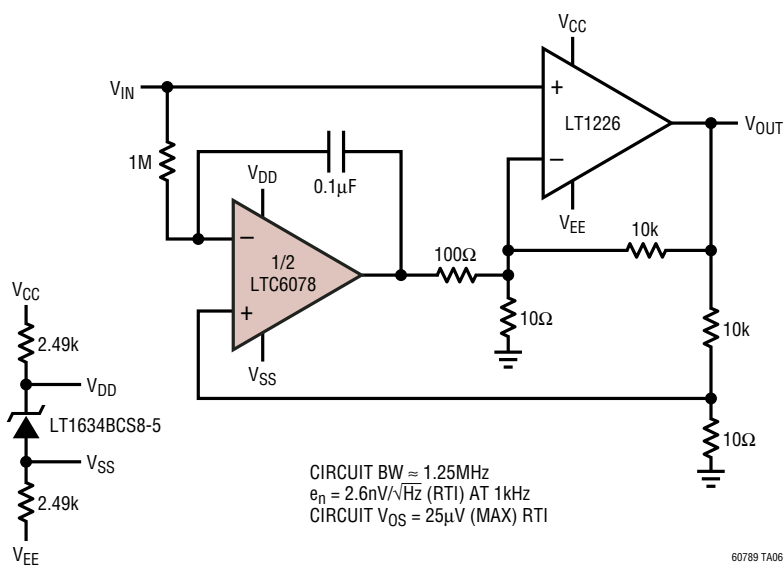 VCC
VIN
+
LT1226
VOUT
−
VEE
1M
0.1µF
VDD
−
1/2
LTC6078
+
VSS
100Ω
10k
10Ω
10k
10Ω
VCC
2.49k
VDD
LT1634BCS8-5
VSS
2.49k
VEE
CIRCUIT BW ≈ 1.25MHz
en = 2.6nV/√Hz (RTI) AT 1kHz
CIRCUIT VOS = 25µV (MAX) RTI
60789 TA06